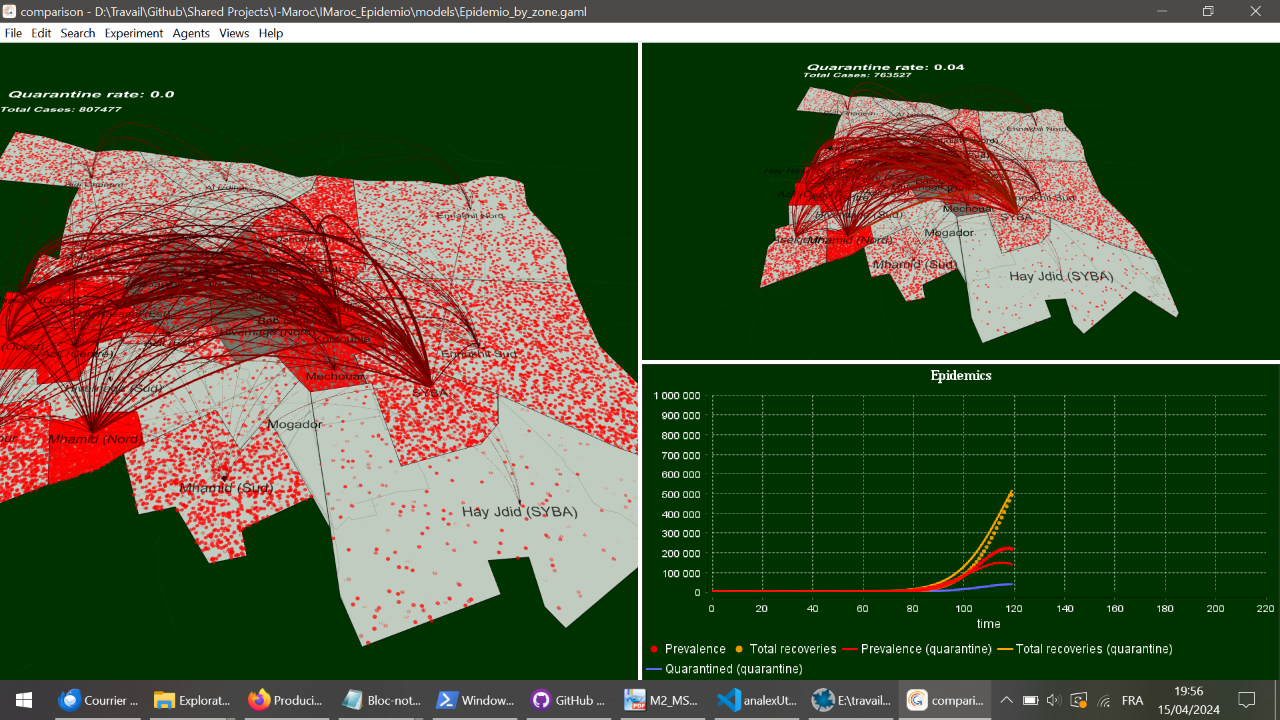 comparison - D:\Travail\Github\Shared Projects\I-Maroc\IMaroc_Epidemio\models\Epidemio_by_zone.gaml
File Edit Search Experiment Agents Views Help
Quarantine rate: 0.0
Total Cases: 807477
Ennakhil Nord
Ennakhil Sud
Mechouar
SYBA
Mogador
Mhamid (Nord)
Mhamid (Sud)
Hay Jdid (SYBA)
Quarantine rate: 0.04
Total Cases: 763527
Ennakhil Nord
Mechouar
SYBA
Mogador
Mhamid (Nord)
Mhamid (Sud)
Hay Jdid (SYBA)
Epidemics
1 000 000
900 000
800 000
700 000
600 000
500 000
400 000
300 000
200 000
100 000
0
0 20 40 60 80 100 120 140 160 180 200 220
time
Prevalence Total recoveries Prevalence (quarantine) Total recoveries (quarantine)
Quarantined (quarantine)
Courrier ... Explorat... Produci... Bloc-not... Window... GitHub ... M2_MS... analexUt... E:\travail... compari... FRA 19:56
15/04/2024